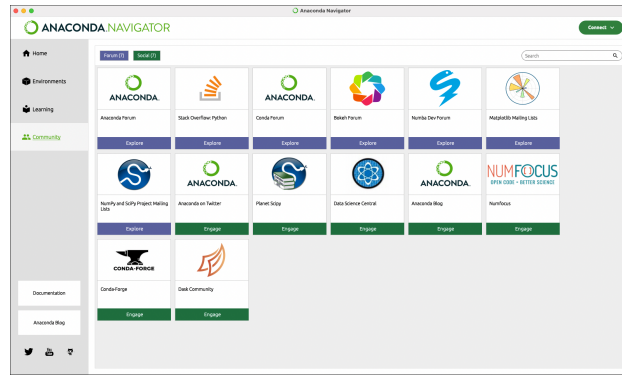 Anaconda Navigator
ANACONDA.NAVIGATOR
Connect
Home
Environments
Learning
Community
Documentation
Anaconda Blog
Forum (7)
Social (7)
Search
ANACONDA.
Anaconda Forum
Explore
Stack Overflow: Python
Explore
ANACONDA.
Conda Forum
Explore
Bokeh Forum
Explore
Numba Dev Forum
Explore
Matplotlib Mailing Lists
Explore
NumPy and SciPy Project Mailing
Lists
Explore
ANACONDA.
Anaconda on Twitter
Engage
Planet Scipy
Engage
Data Science Central
Engage
ANACONDA.
Anaconda Blog
Engage
NUMFOCUS
OPEN CODE = BETTER SCIENCE
Numfocus
Engage
CONDA-FORGE
Conda-Forge
Engage
Dask Community
Engage